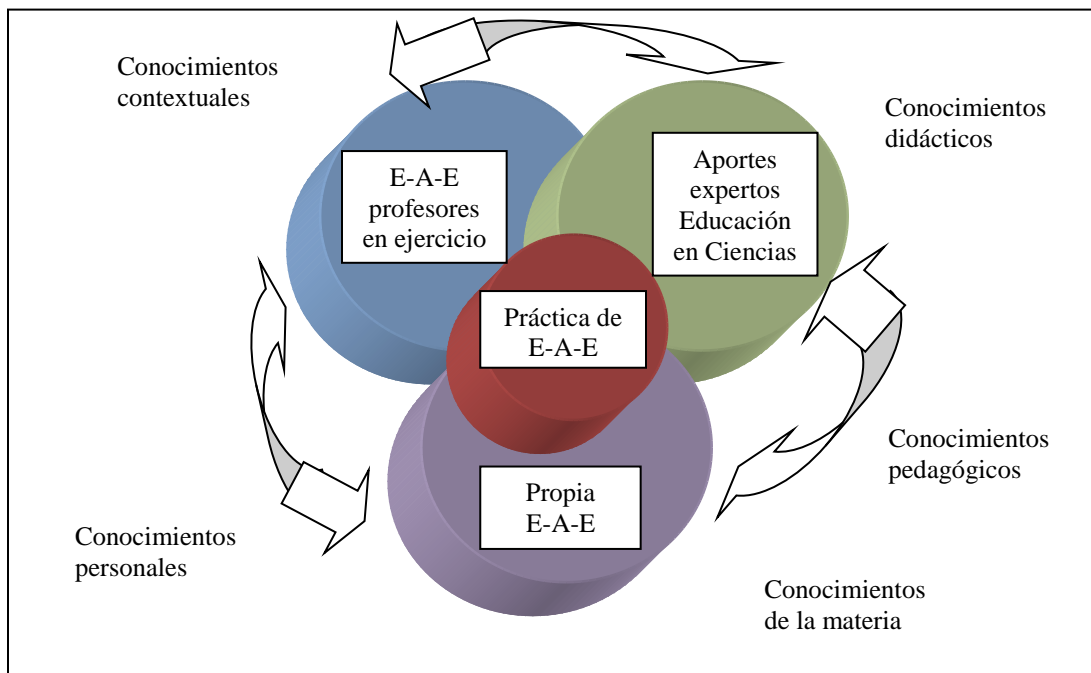 Conocimientos
contextuales
Conocimientos
didácticos
E-A-E
profesores
en ejercicio
Aportes
expertos
Educación
en Ciencias
Práctica de
E-A-E
Conocimientos
pedagógicos
Propia
E-A-E
Conocimientos
personales
Conocimientos
de la materia